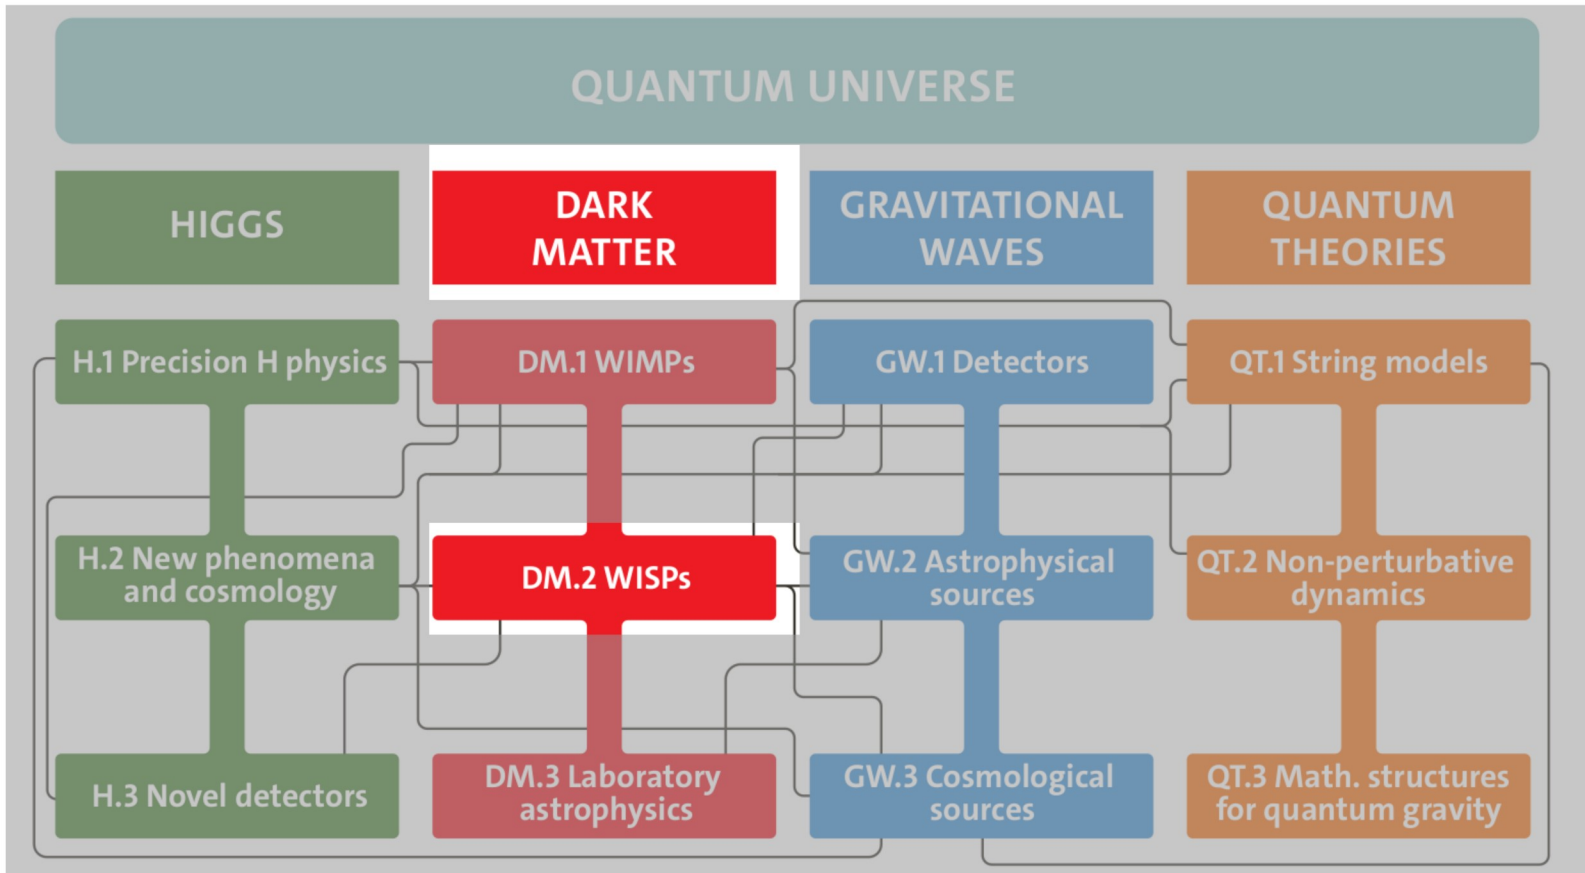 QUANTUM UNIVERSE
HIGGS
DARK
MATTER
GRAVITATIONAL
WAVES
QUANTUM
THEORIES
H.1 Precision H physics
DM.1 WIMPs
GW.1 Detectors
QT.1 String models
H.2 New phenomena
and cosmology
DM.2 WISPs
GW.2 Astrophysical
sources
QT.2 Non-perturbative
dynamics
H.3 Novel detectors
DM.3 Laboratory
astrophysics
GW.3 Cosmological
sources
QT.3 Math. structures
for quantum gravity